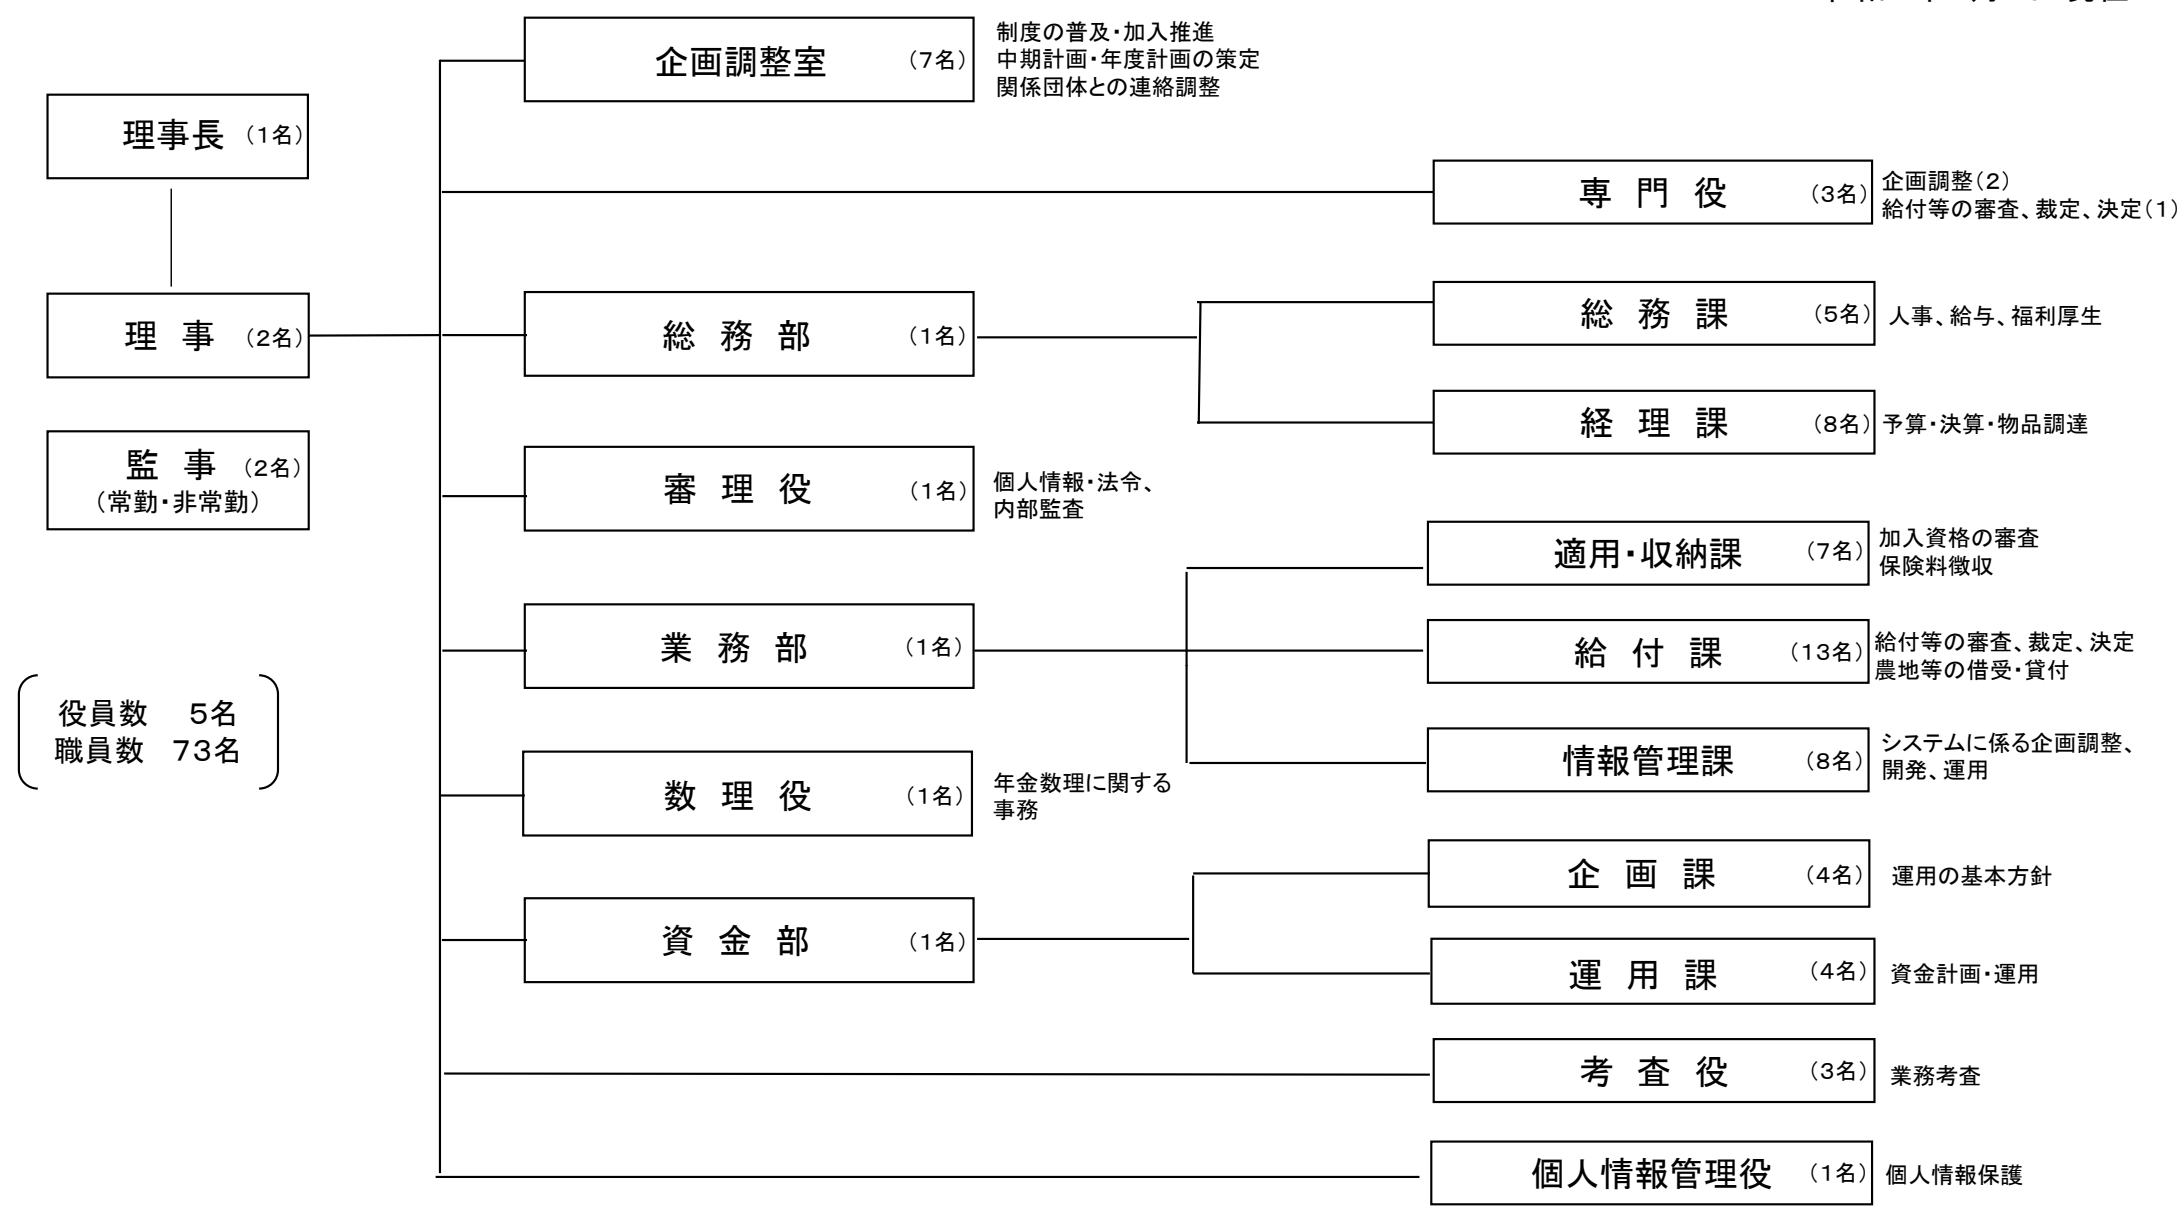 企画調整室 （7名）
制度の普及・加入推進
中期計画・年度計画の策定
関係団体との連絡調整
理事長 （1名）
専　門　役 （3名）
企画調整（2）
給付等の審査、裁定、決定（1）
理　事 （2名）
総　務　部 （1名）
総　務　課 （5名）
人事、給与、福利厚生
経　理　課 （8名）
予算・決算・物品調達
監　事 （2名）
（常勤・非常勤）
審　理　役 （1名）
個人情報・法令、
内部監査
適用・収納課 （7名）
加入資格の審査
保険料徴収
業　務　部 （1名）
給　付　課 （13名）
給付等の審査、裁定、決定
農地等の借受・貸付
役員数　5名
職員数　73名
情報管理課 （8名）
システムに係る企画調整、
開発、運用
数　理　役 （1名）
年金数理に関する
事務
企　画　課 （4名）
運用の基本方針
資　金　部 （1名）
運　用　課 （4名）
資金計画・運用
考　査　役 （3名）
業務考査
個人情報管理役 （1名）
個人情報保護